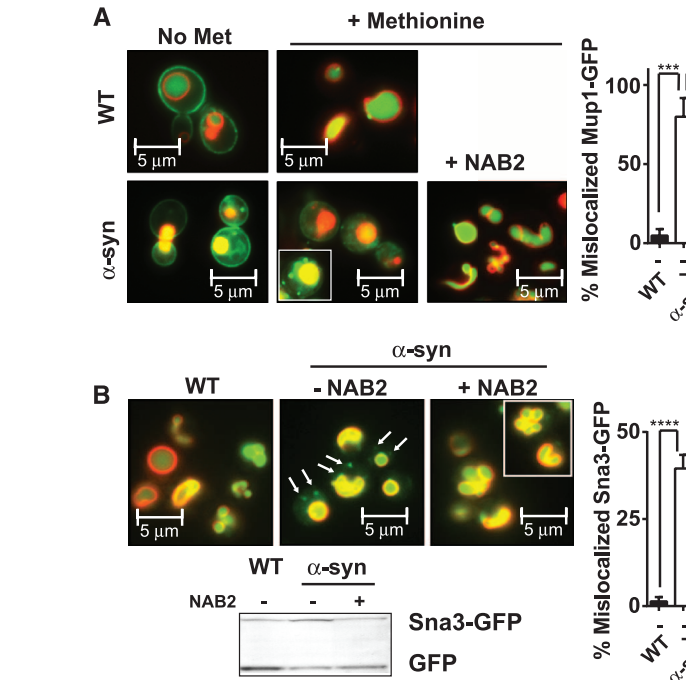 A
No Met
+ Methionine
WT
5 μm
5 μm
+ NAB2
α-syn
5 μm
5 μm
5 μm
% Mislocalized Mup1-GFP
100
50
0
***
-
-
WT
B
α-syn
WT
- NAB2
+ NAB2
5 μm
5 μm
5 μm
% Mislocalized Sna3-GFP
50
25
0
****
-
-
WT
WT
α-syn
NAB2
-
-
+
Sna3-GFP
GFP